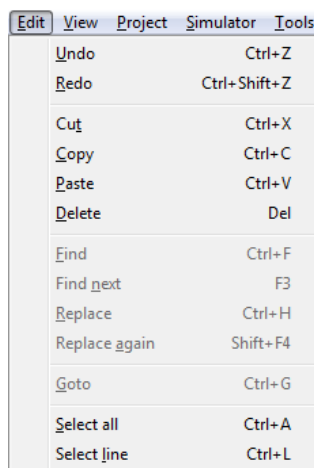 Edit View Project Simulator Tools
Undo Ctrl+Z
Redo Ctrl+Shift+Z
Cut Ctrl+X
Copy Ctrl+C
Paste Ctrl+V
Delete Del
Find Ctrl+F
Find next F3
Replace Ctrl+H
Replace again Shift+F4
Goto Ctrl+G
Select all Ctrl+A
Select line Ctrl+L